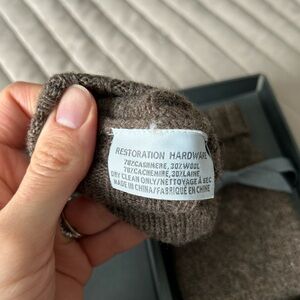 RESTORATION HARDWARE
70%CASHMERE, 30%WOOL
70%CACHEMIRE, 30%LAINE
DRY CLEAN ONLY/NETTOYAGE À SEC
MADE IN CHINA/FABRIQUÉ EN CHINE